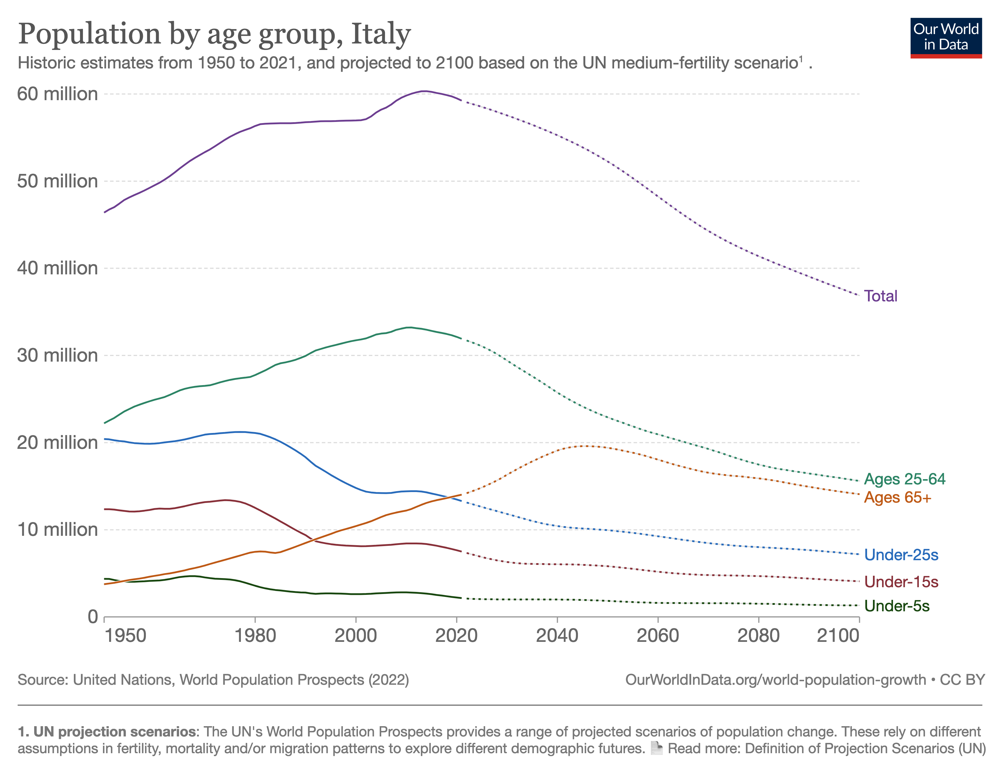 Population by age group, Italy
Our World
in Data
Historic estimates from 1950 to 2021, and projected to 2100 based on the UN medium-fertility scenario¹ .
60 million
50 million
40 million
Total
30 million
20 million
Ages 25-64
Ages 65+
10 million
Under-25s
Under-15s
Under-5s
0
1950 1980 2000 2020 2040 2060 2080 2100
Source: United Nations, World Population Prospects (2022)
OurWorldInData.org/world-population-growth • CC BY
1. UN projection scenarios: The UN's World Population Prospects provides a range of projected scenarios of population change. These rely on different
assumptions in fertility, mortality and/or migration patterns to explore different demographic futures. Read more: Definition of Projection Scenarios (UN)